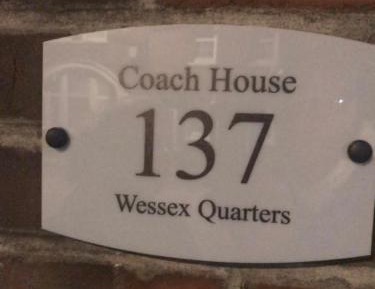 Coach House
137
Wessex Quarters